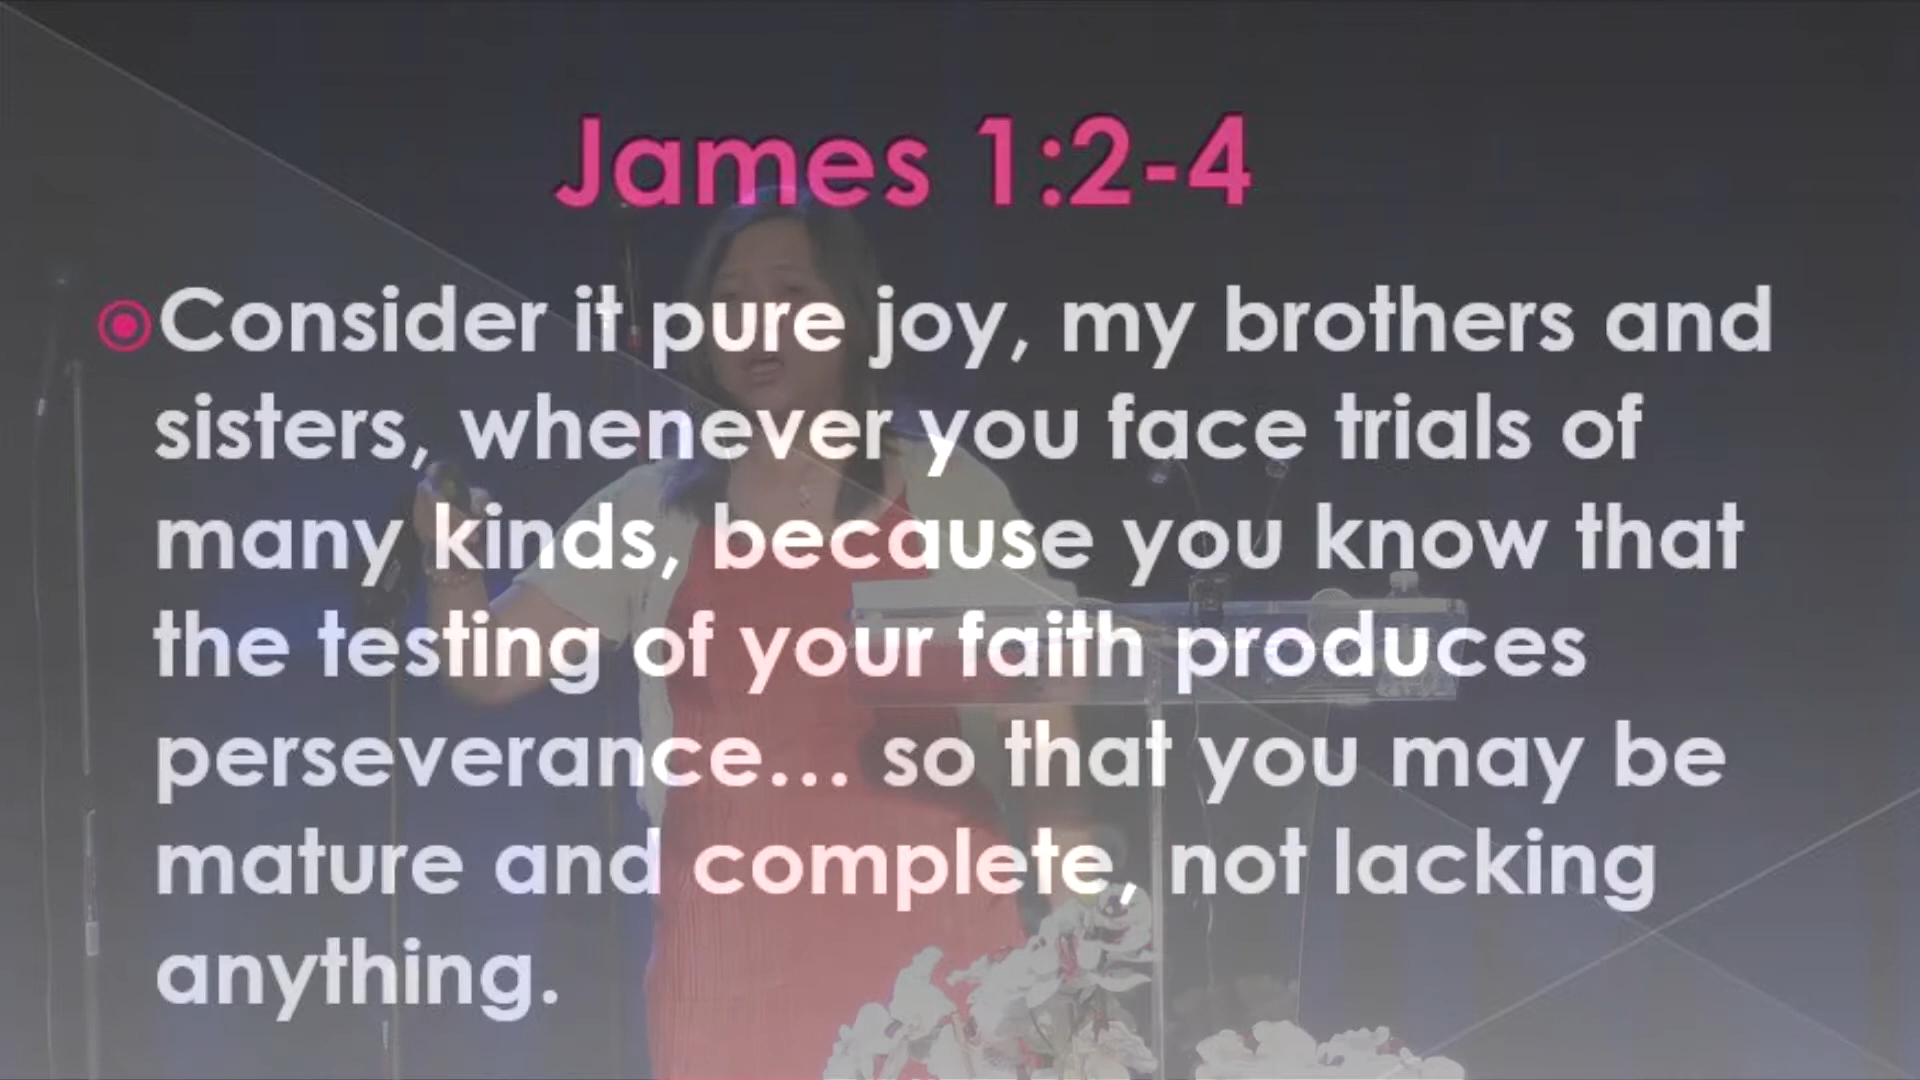 James 1:2-4
Consider it pure joy, my brothers and
sisters, whenever you face trials of
many kinds, because you know that
the testing of your faith produces
perseverance... so that you may be
mature and complete, not lacking
anything.